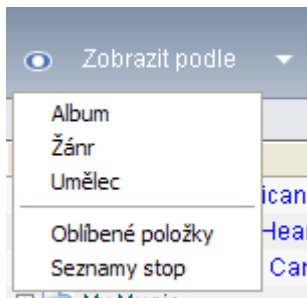 Zobrazit podle
Album
Žánr
Umělec
Oblíbené položky
Seznamy stop